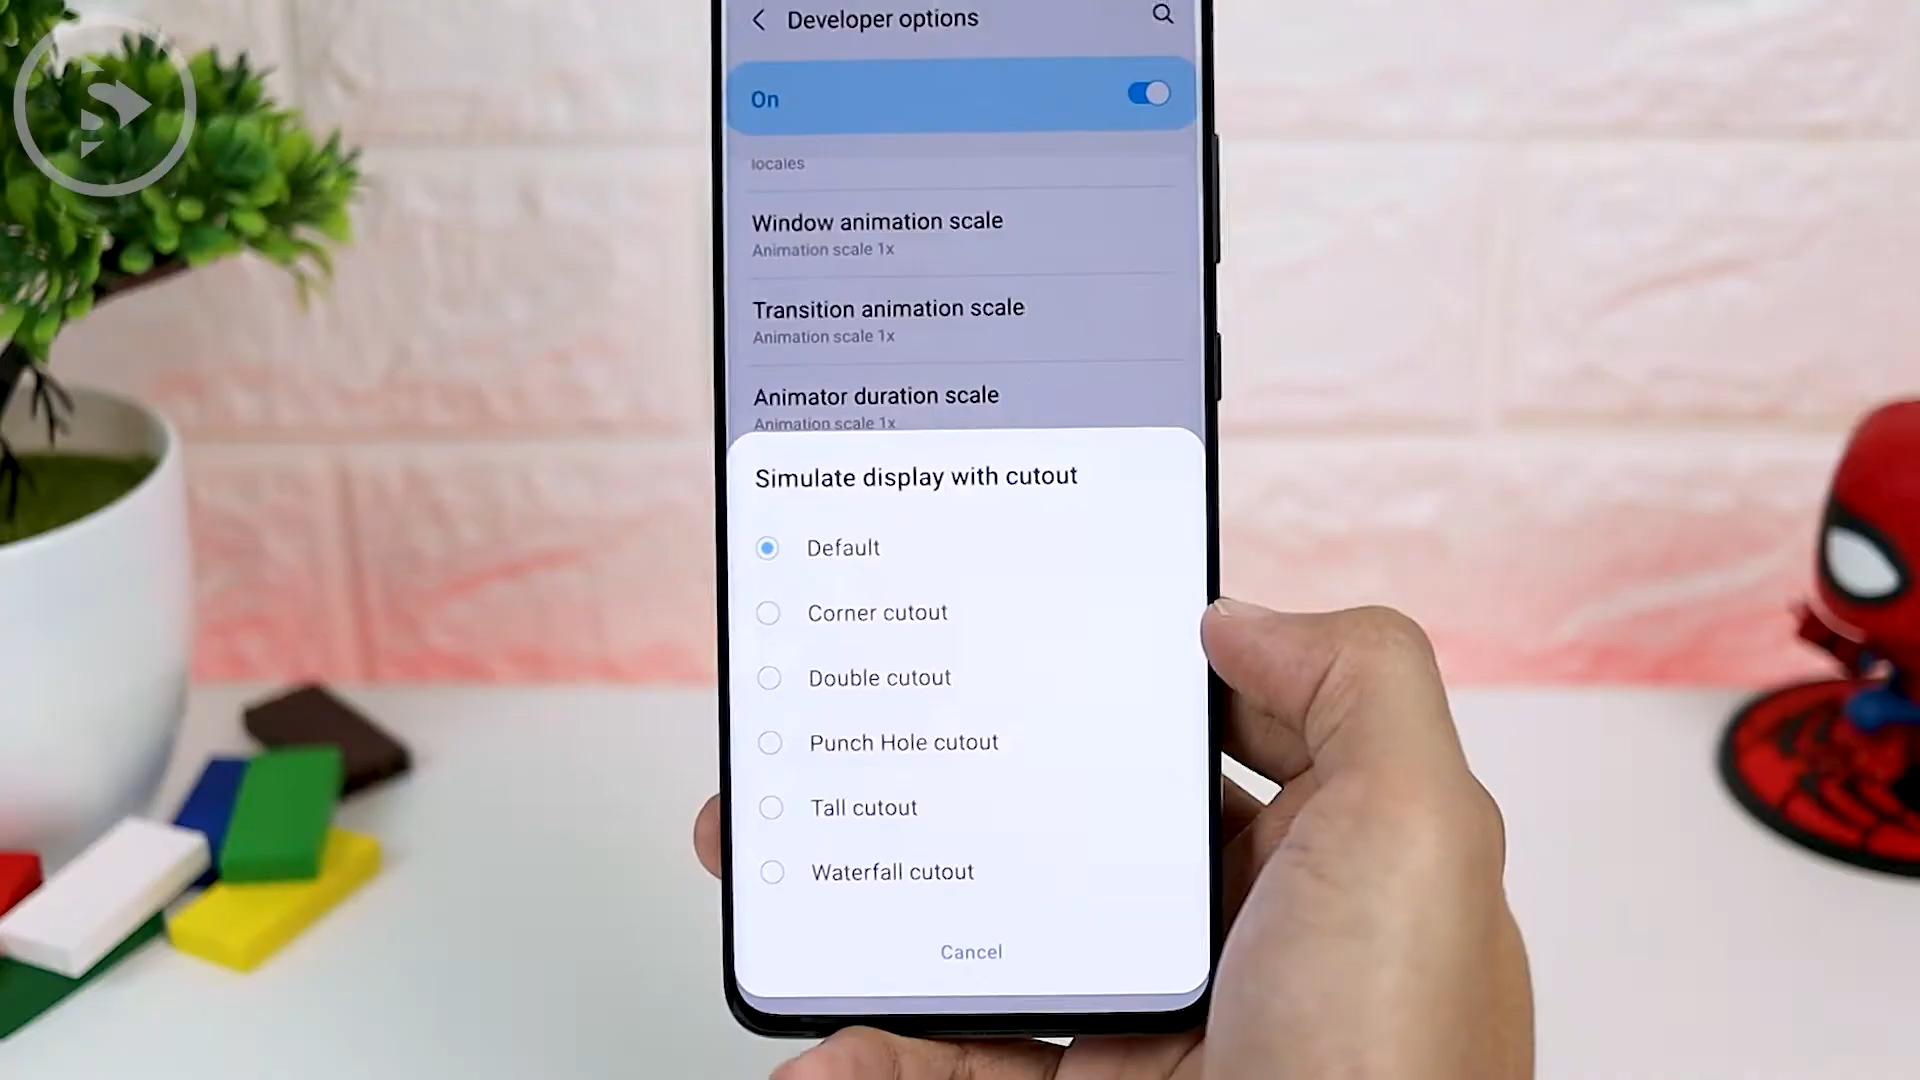 Developer options
On
locales
Window animation scale
Animation scale 1x
Transition animation scale
Animation scale 1x
Animator duration scale
Animation scale 1x
Simulate display with cutout
Default
Corner cutout
Double cutout
Punch Hole cutout
Tall cutout
Waterfall cutout
Cancel